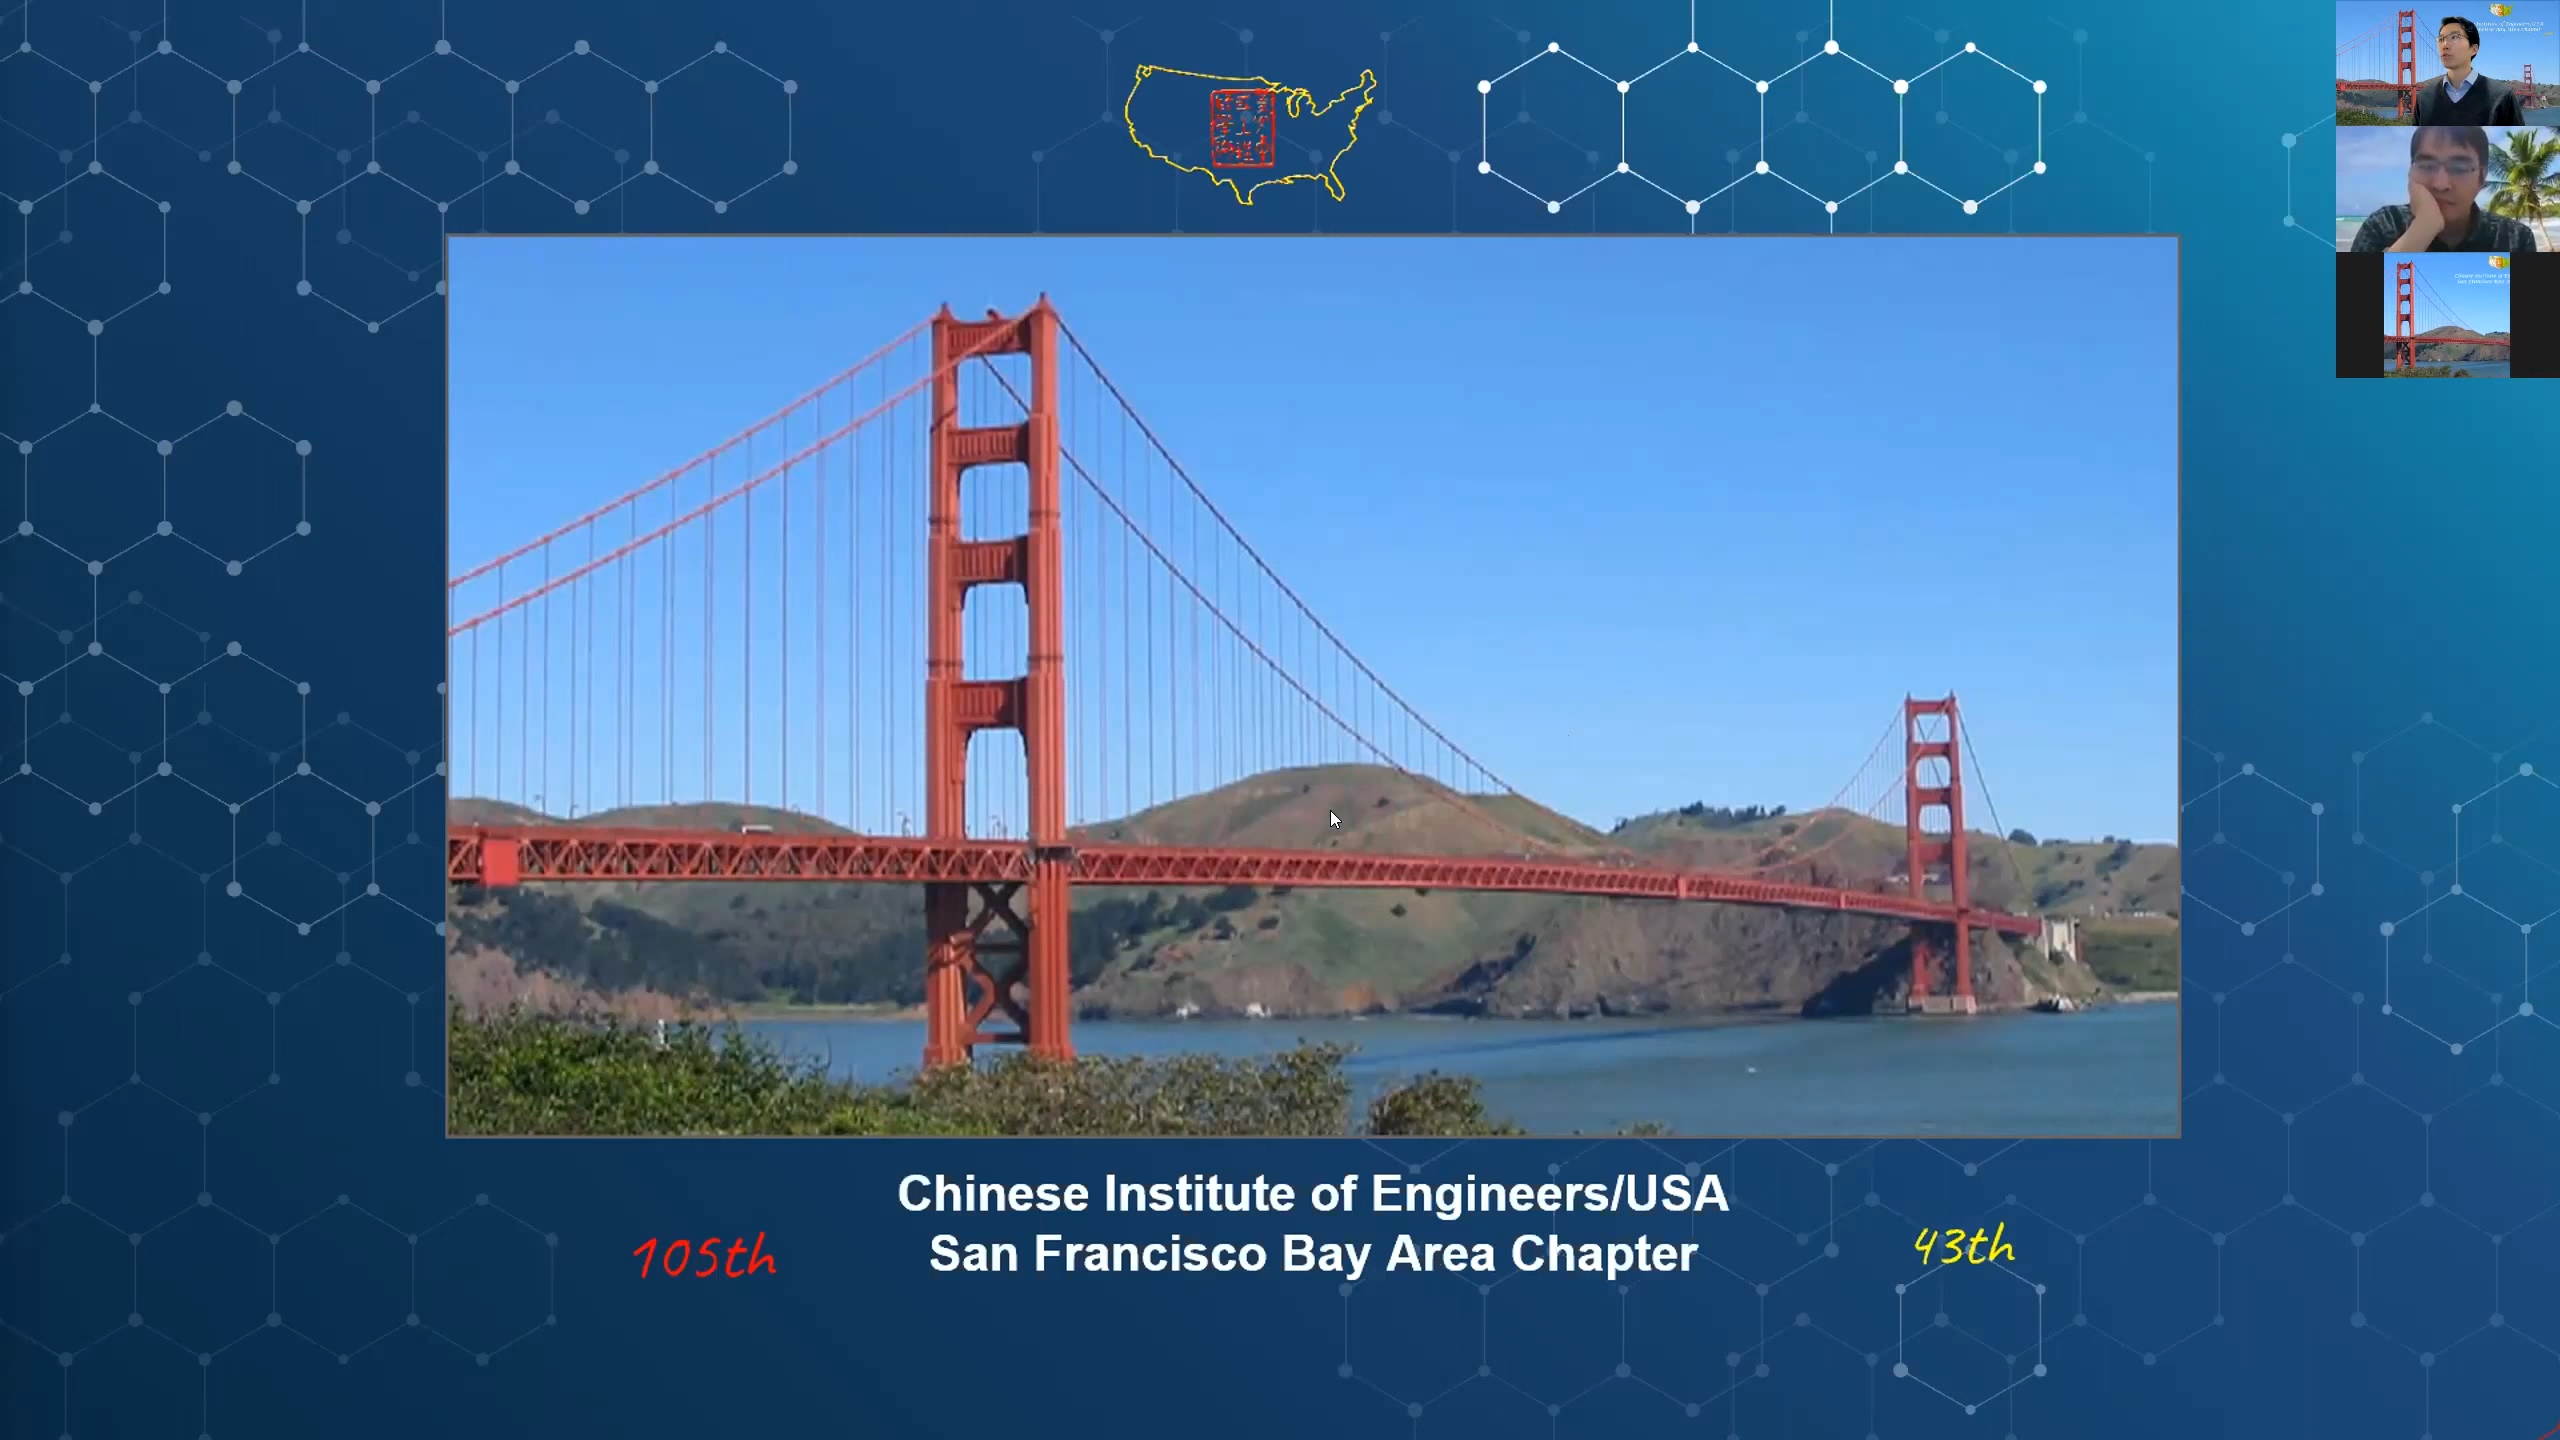 Chinese Institute of Engineers/USA
San Francisco Bay Area Chapter
105th
43th